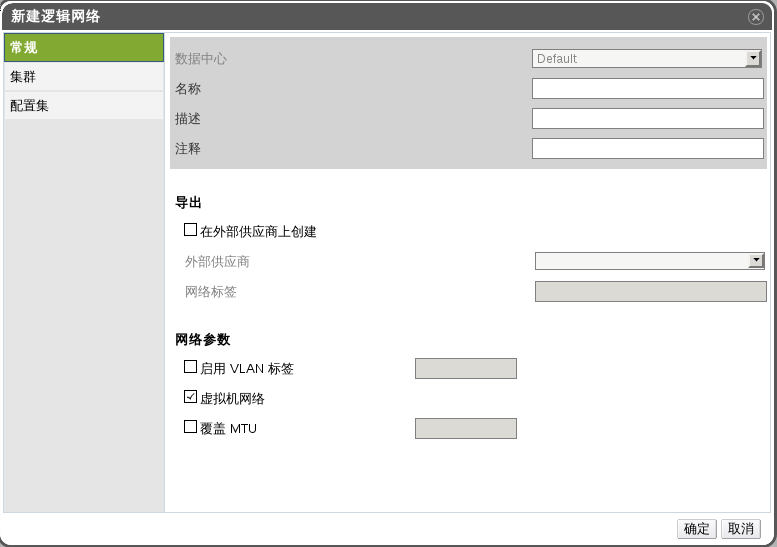 新建逻辑网络
常规
集群
配置集
数据中心 Default
名称
描述
注释
导出
在外部供应商上创建
外部供应商
网络标签
网络参数
启用 VLAN 标签
虚拟机网络
覆盖 MTU
确定 取消